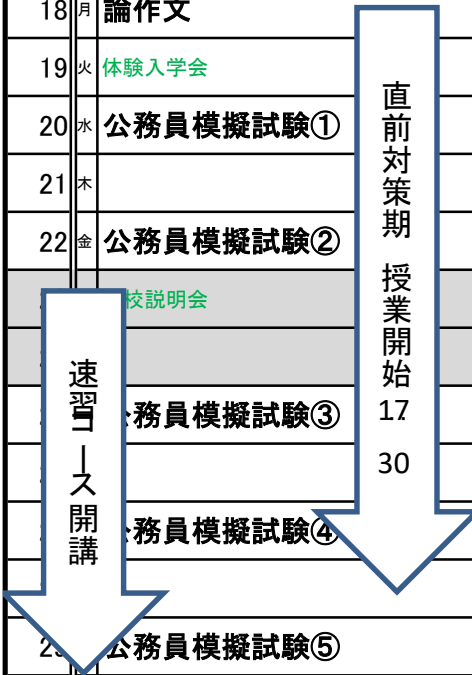 18 月 論作文
19 火 体験入学会
20 水 公務員模擬試験①
21 木
22 金 公務員模擬試験②
校説明会
務員模擬試験③
務員模擬試験④
公務員模擬試験⑤
直前対策期 授業開始 17 30
速習コース開講